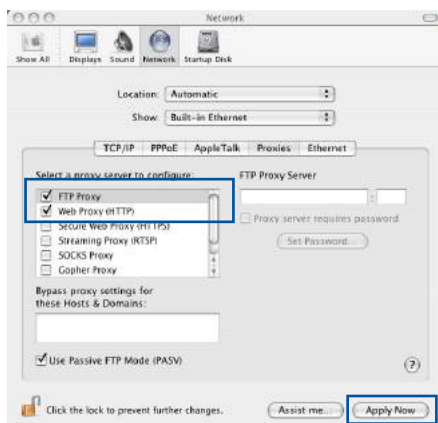 Network
Show All Displays Sound Network Startup Disk
Location: Automatic
Show: Built-in Ethernet
TCP/IP PPPoE AppleTalk Proxies Ethernet
Select a proxy server to configure: FTP Proxy Server
FTP Proxy :
Web Proxy (HTTP) Proxy server requires password
Secure Web Proxy (HTTPS)
Streaming Proxy (RTSP) Set Password...
SOCKS Proxy
Gopher Proxy
Bypass proxy settings for
these Hosts & Domains:
Use Passive FTP Mode (PASV) ?
Click the lock to prevent further changes. Assist me... Apply Now